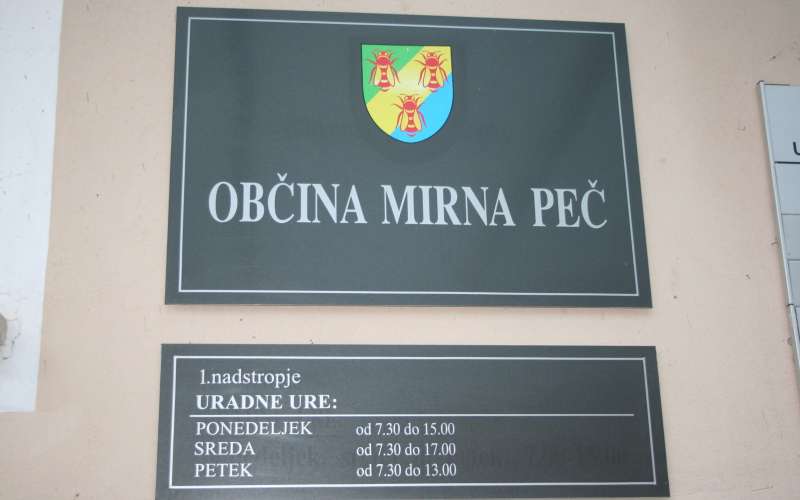 OBČINA MIRNA PEČ
1.nadstropje
URADNE URE:
PONEDELJEK od 7.30 do 15.00
SREDA od 7.30 do 17.00
PETEK od 7.30 do 13.00